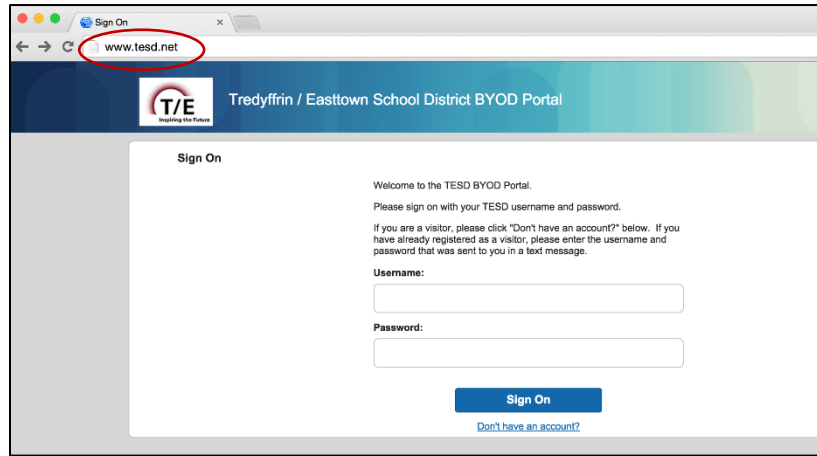 Sign On
www.tesd.net
T/E
Inspiring the Future
Tredyffrin / Easttown School District BYOD Portal
Sign On
Welcome to the TESD BYOD Portal.
Please sign on with your TESD username and password.
If you are a visitor, please click "Don't have an account?" below.  If you
have already registered as a visitor, please enter the username and
password that was sent to you in a text message.
Username:
Password:
Sign On
Don't have an account?